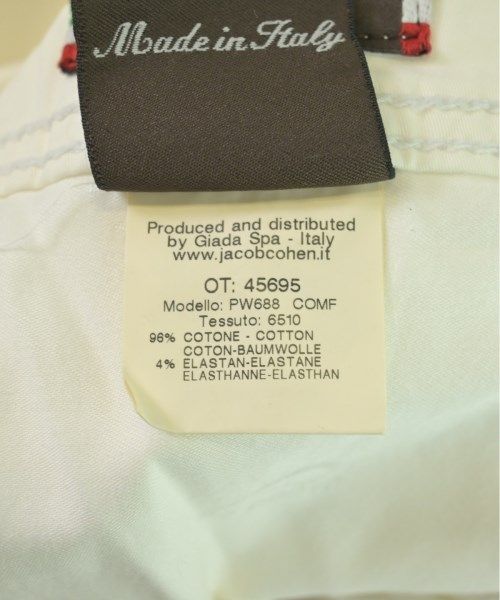 Made in Italy
Produced and distributed
by Giada Spa - Italy
www.jacobcohen.it
OT: 45695
Modello: PW688 COMF
Tessuto: 6510
96% COTONE - COTTON
COTON-BAUMWOLLE
4% ELASTAN-ELASTANE
ELASTHANNE-ELASTHAN